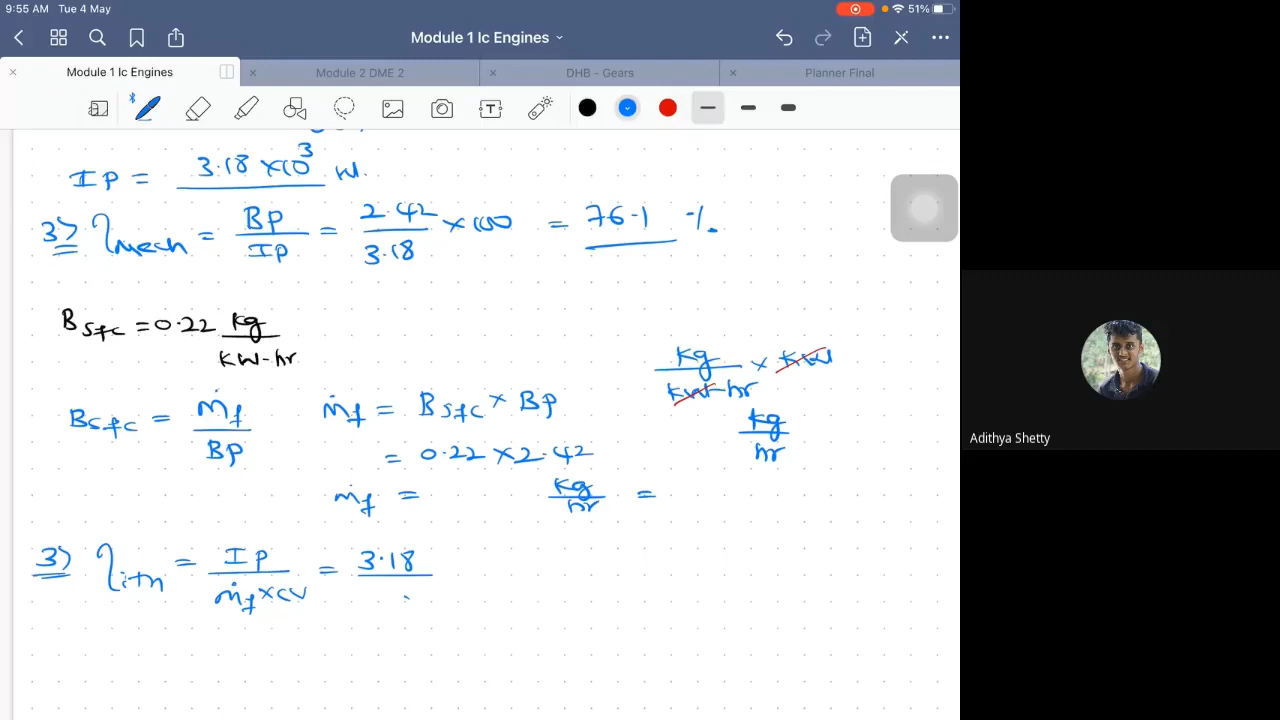 9:55 AM Tue 4 May 51%
Module 1 Ic Engines
Module 1 Ic Engines Module 2 DME 2 DHB - Gears Planner Final
IP = 3.18 ×10³ W.
3) η mech = BP/IP = 2.42/3.18 × 100 = 76.1 %.
Bsfc = 0.22 kg/kW-hr
kg/kW-hr × kW
kg/hr
Bsfc = ṁf/BP ṁf = Bsfc × BP
= 0.22 × 2.42
ṁf = kg/hr =
3) η ith = IP/ṁf×CV = 3.18
Adithya Shetty